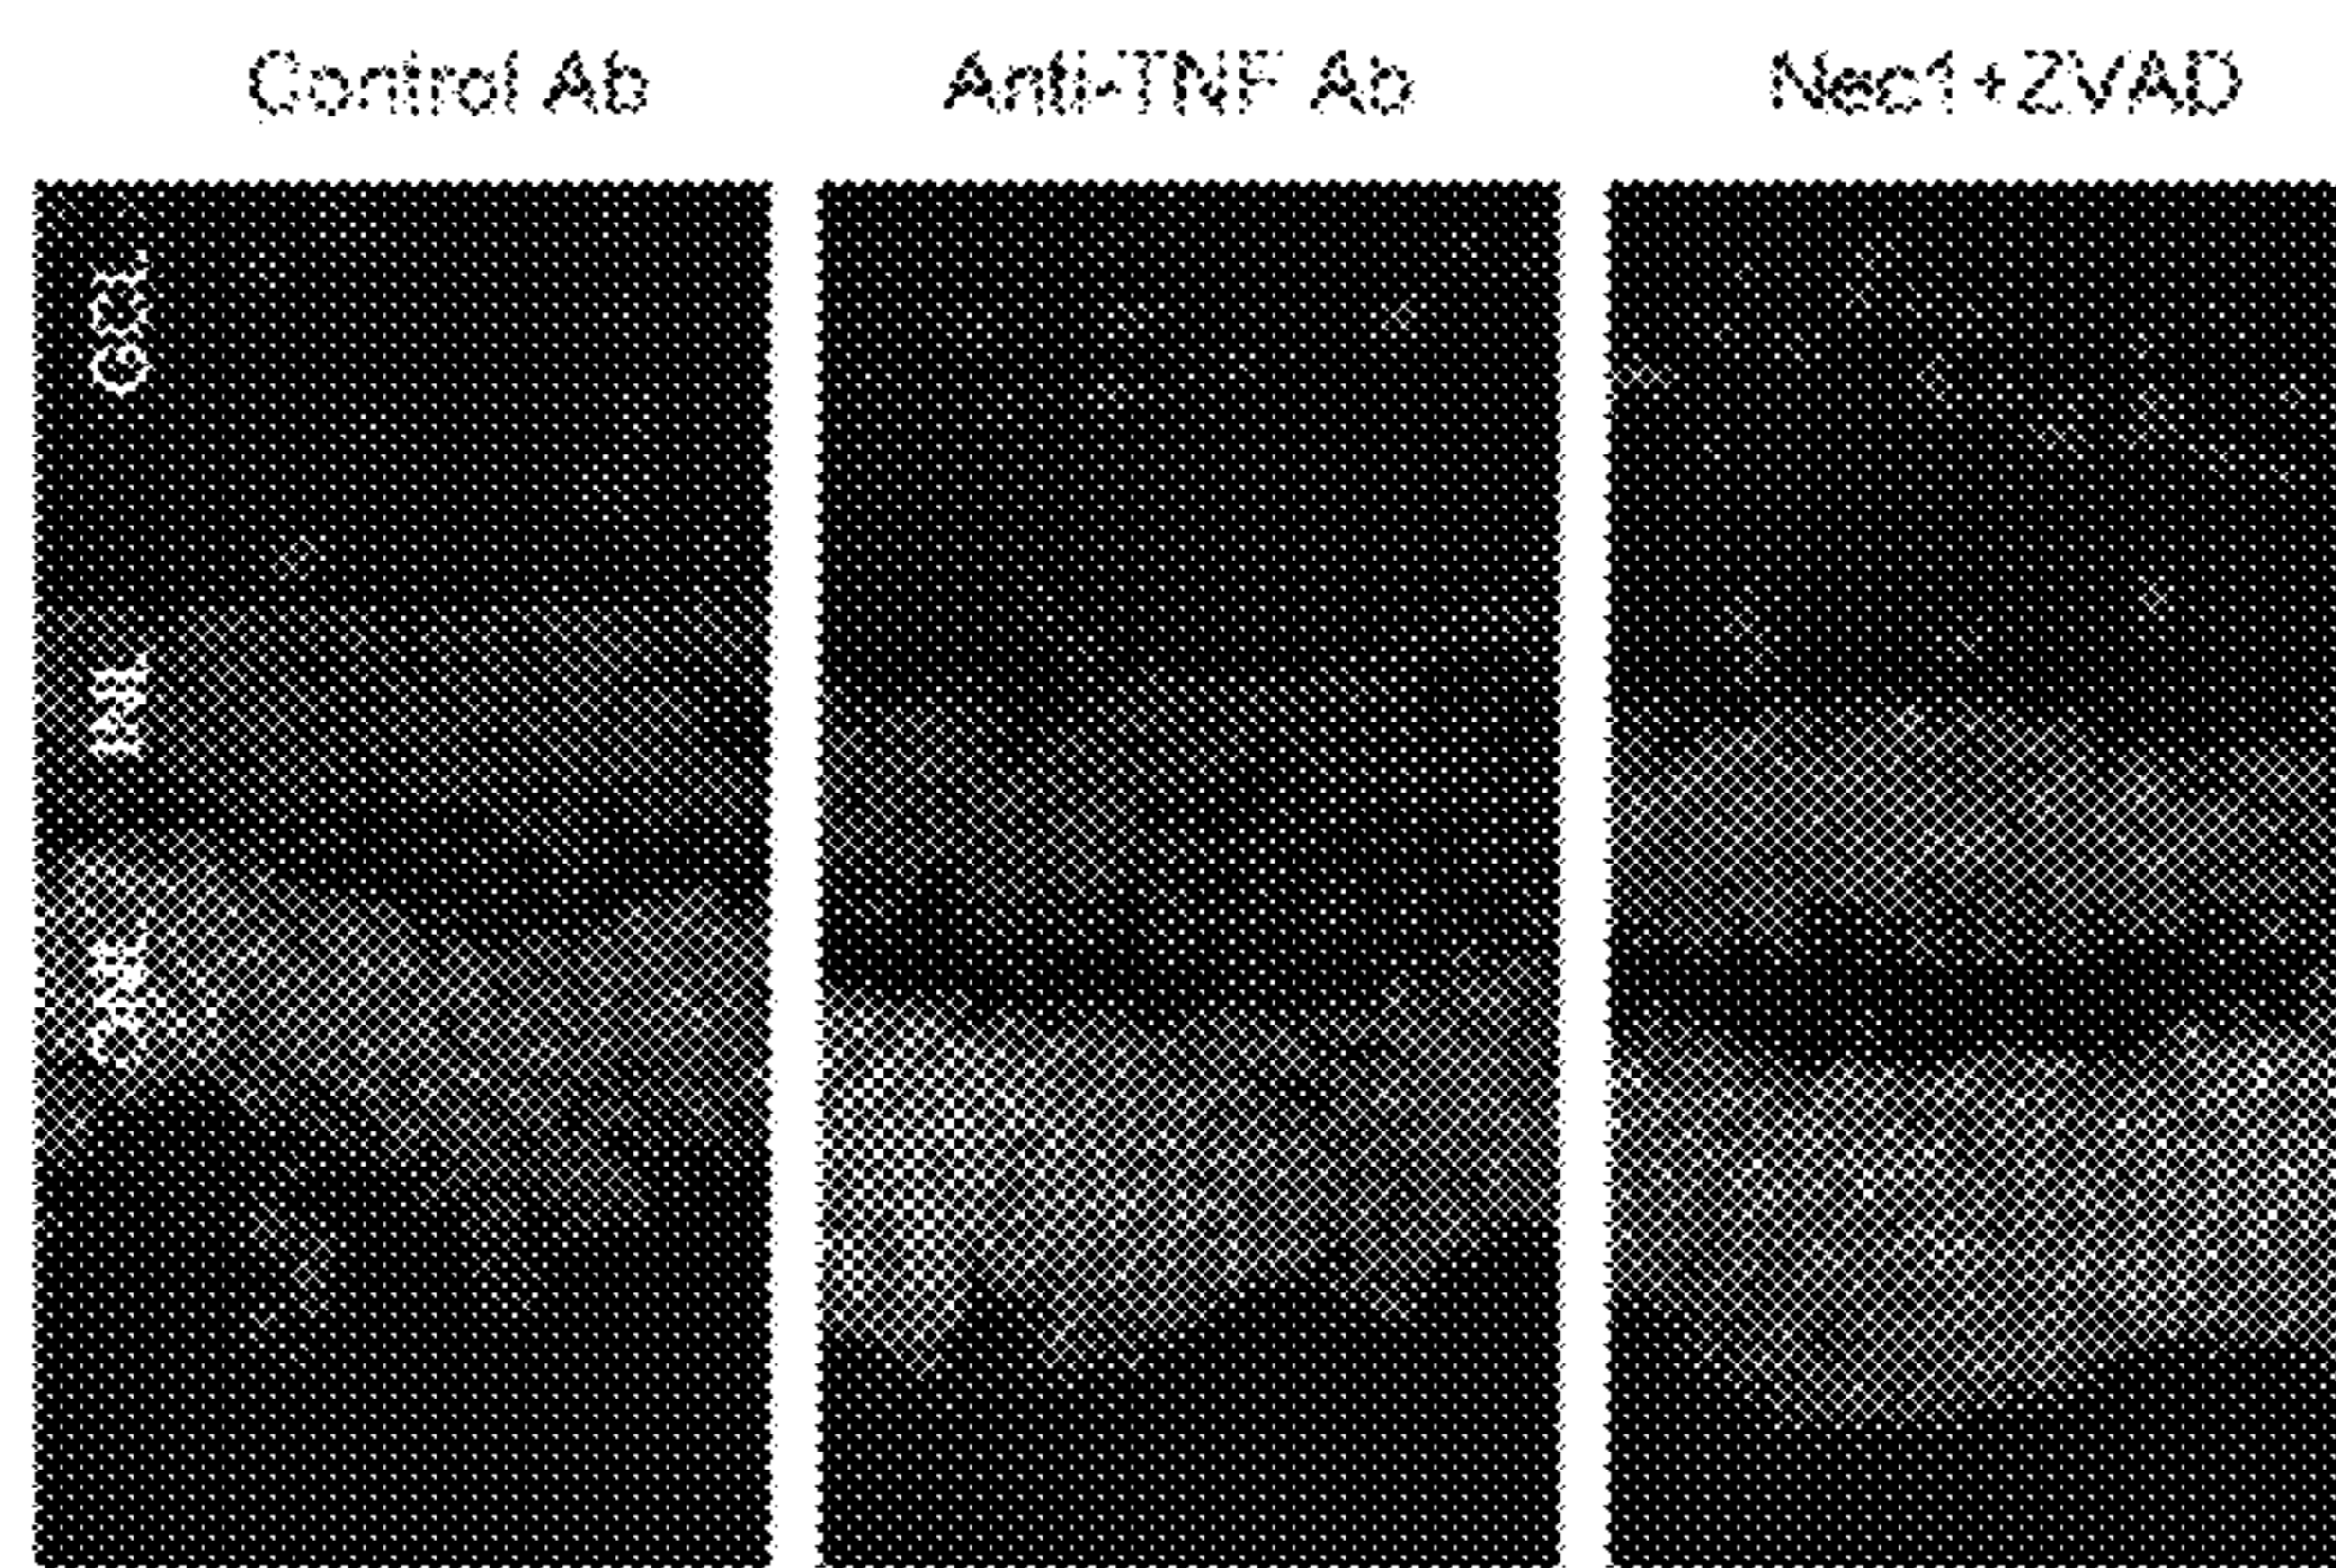 Control Ab
Anti-TNF Ab
Nec1+ZVAD
GCL
INL
ONL